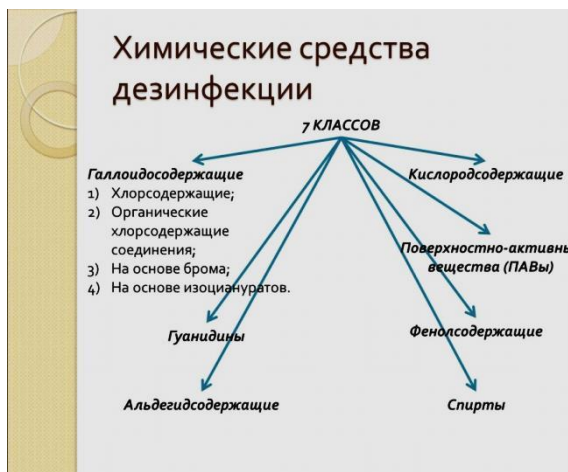 Химические средства
дезинфекции
7 КЛАССОВ
Галлоидосодержащие
1) Хлорсодержащие;
2) Органические
хлорсодержащие
соединения;
3) На основе брома;
4) На основе изоциануратов.
Кислородсодержащие
Поверхностно-активны
вещества (ПАВы)
Гуанидины
Фенолсодержащие
Альдегидсодержащие
Спирты